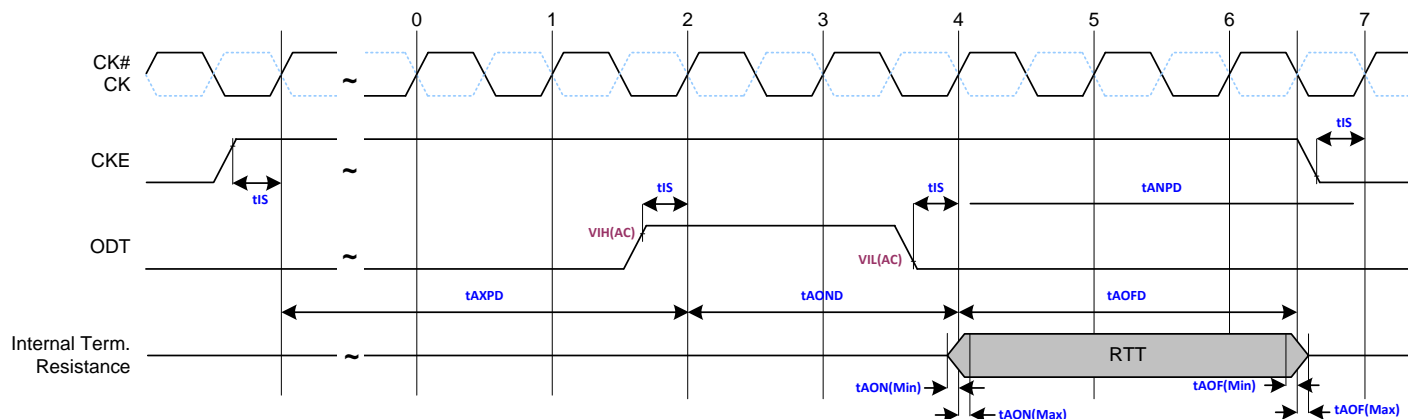 0 1 2 3 4 5 6 7
CK#
CK
~
CKE
~
tIS
tIS
tIS
tIS
tANPD
VIH(AC)
ODT
~
VIL(AC)
tAXPD
tAOND
tAOFD
Internal Term.
Resistance
~
RTT
tAON(Min)
tAOF(Min)
tAON(Max)
tAOF(Max)